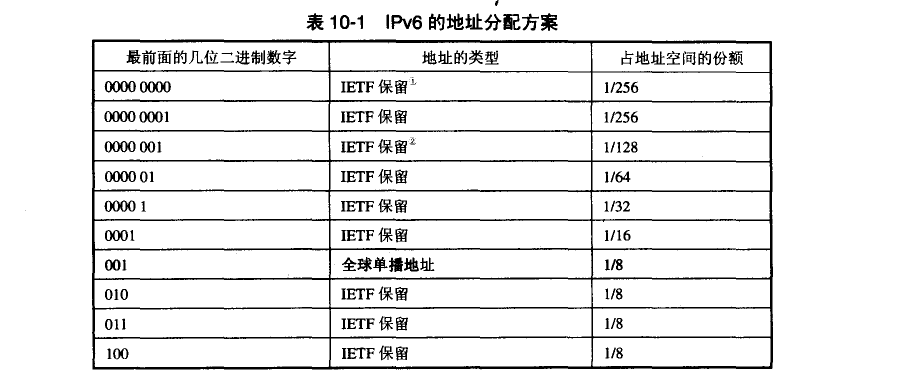 表 10-1 IPv6 的地址分配方案
最前面的几位二进制数字 地址的类型 占地址空间的份额
0000 0000 IETF 保留① 1/256
0000 0001 IETF 保留 1/256
0000 001 IETF 保留② 1/128
0000 01 IETF 保留 1/64
0000 1 IETF 保留 1/32
0001 IETF 保留 1/16
001 全球单播地址 1/8
010 IETF 保留 1/8
011 IETF 保留 1/8
100 IETF 保留 1/8